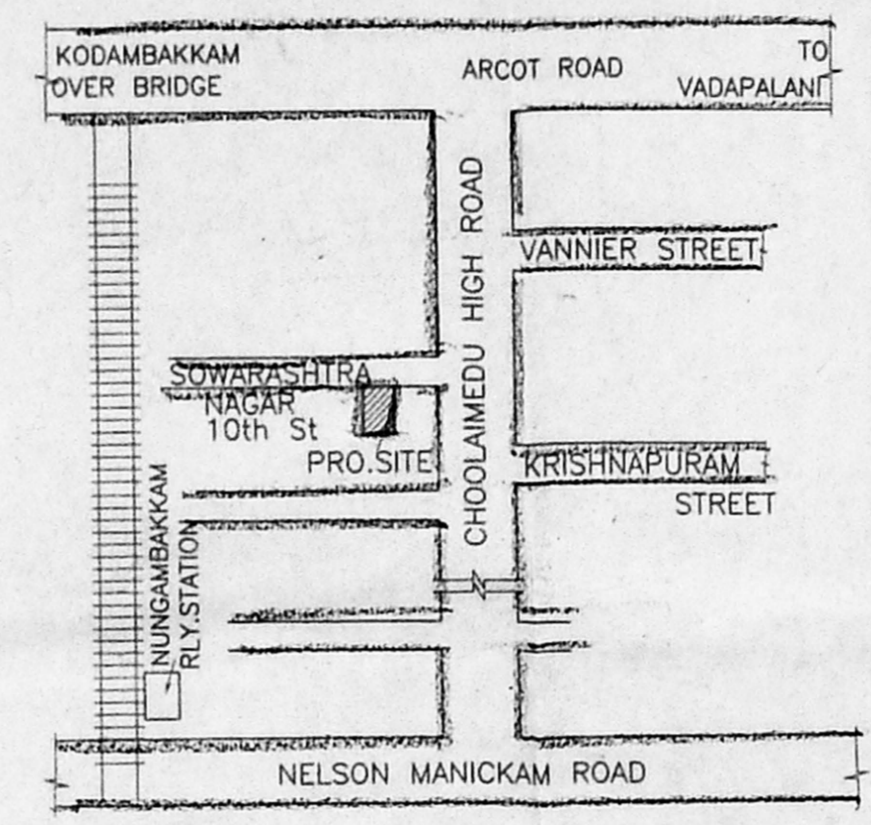 KODAMBAKKAM
OVER BRIDGE
ARCOT ROAD
TO
VADAPALANI
CHOOLAIMEDU HIGH ROAD
VANNIER STREET
SOWARASHTRA
NAGAR
10th St
PRO.SITE
KRISHNAPURAM
STREET
NUNGAMBAKKAM
RLY.STATION
NELSON MANICKAM ROAD